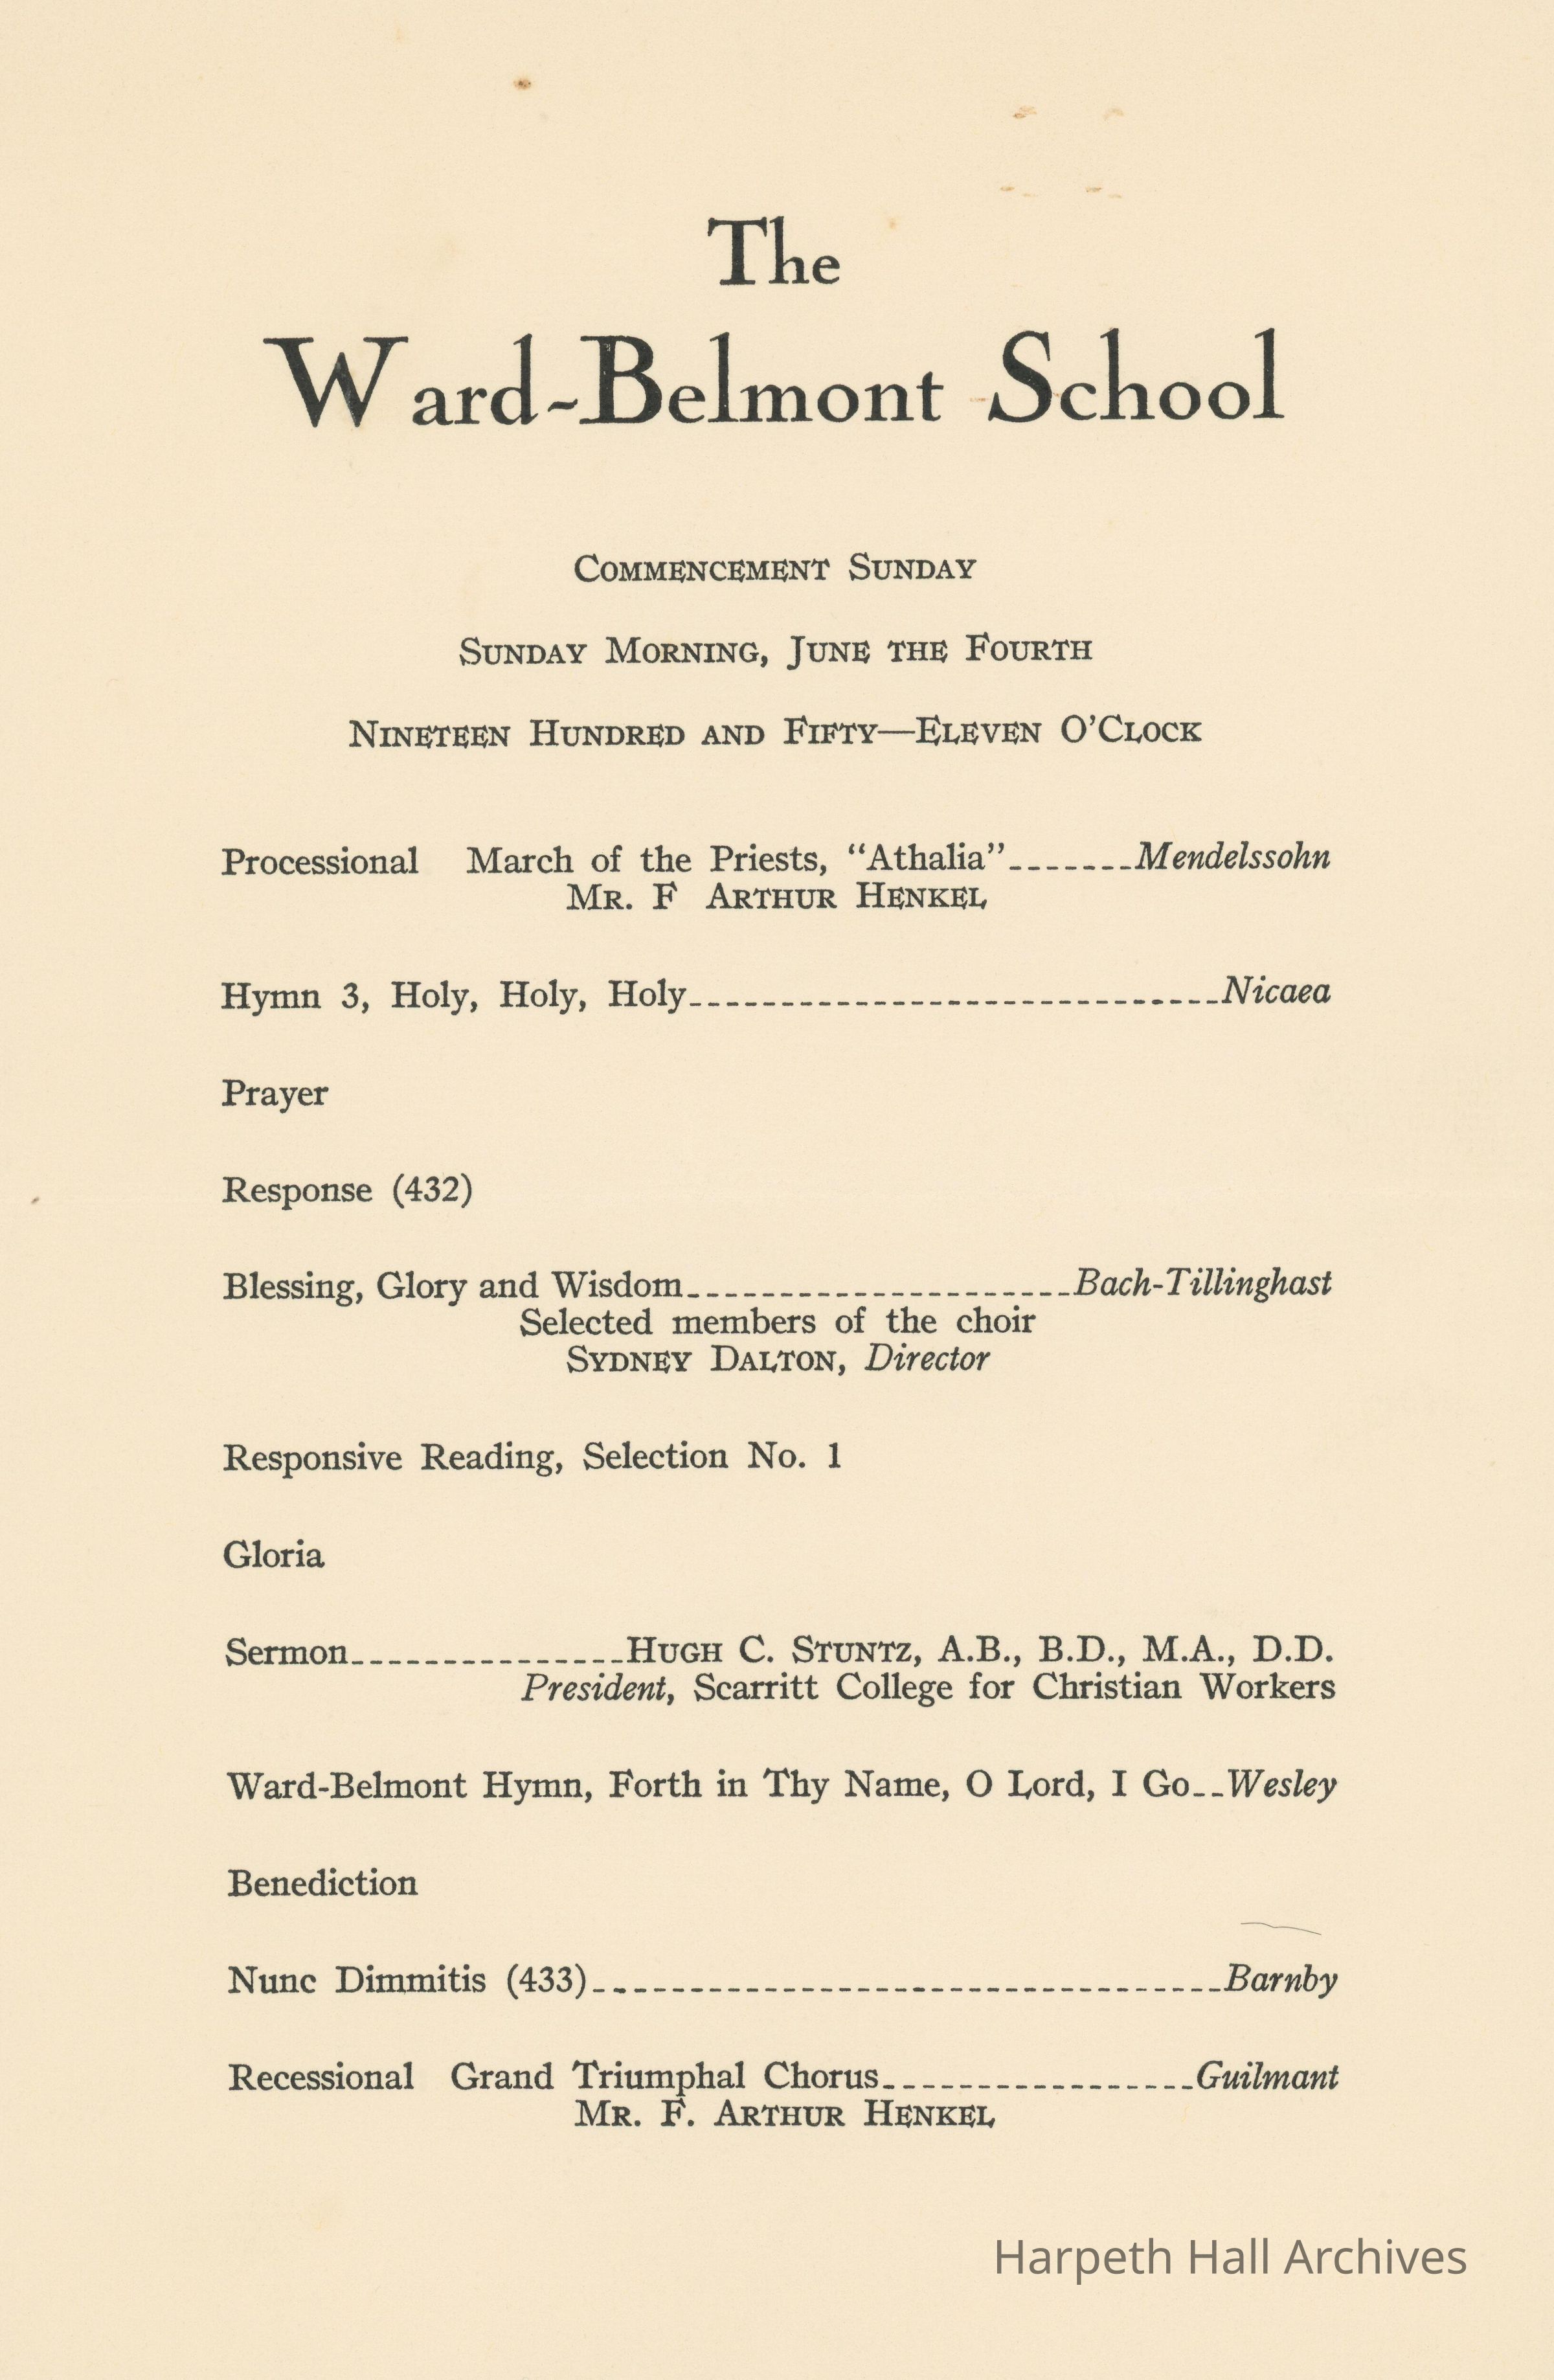 The
Ward-Belmont School
Commencement Sunday
Sunday Morning, June the Fourth
Nineteen Hundred and Fifty—Eleven O'Clock
Processional March of the Priests, “Athalia”-------Mendelssohn
Mr. F Arthur Henkel
Hymn 3, Holy, Holy, Holy------------------------------Nicaea
Prayer
Response (432)
Blessing, Glory and Wisdom---------------------Bach-Tillinghast
Selected members of the choir
Sydney Dalton, Director
Responsive Reading, Selection No. 1
Gloria
Sermon---------------Hugh C. Stuntz, A.B., B.D., M.A., D.D.
President, Scarritt College for Christian Workers
Ward-Belmont Hymn, Forth in Thy Name, O Lord, I Go--Wesley
Benediction
Nunc Dimmitis (433)----------------------------------Barnby
Recessional Grand Triumphal Chorus-----------------Guilmant
Mr. F. Arthur Henkel
Harpeth Hall Archives